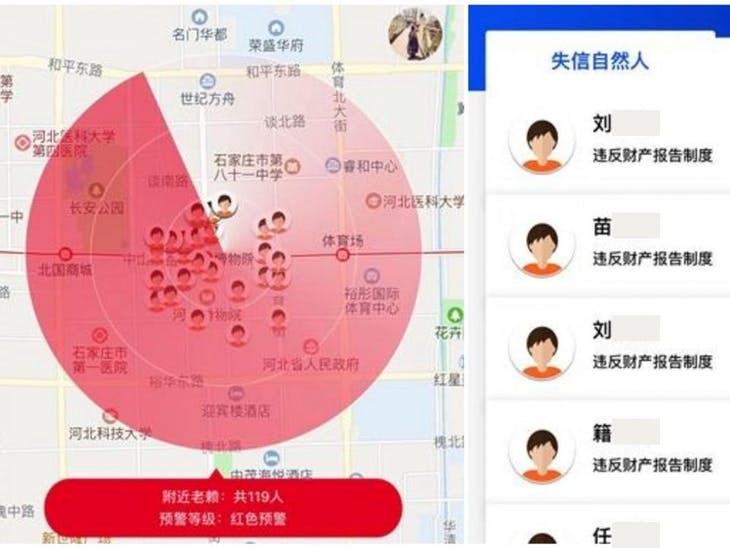 名门华都
荣盛华府
和平东路
和平东路
体育北大街
第
学
世纪方舟
谈北路
河北医科大学
第四医院
石家庄市第
八十一中学
睿和中心
谈南路
长安公园
河北医科大学
一中
体育场
博物院
北国商城
路
裕彤国际
体育中心
石家庄市
第一医院
花卉
河北省人民政府
裕华东路
红星
迎宾楼酒店
河北科技大学
槐北路
槐北
中茂海悦酒店
附近老赖：共119人
预警等级：红色预警
槐中路
华清
失信自然人
刘
违反财产报告制度
苗
违反财产报告制度
刘
违反财产报告制度
籍
违反财产报告制度
任